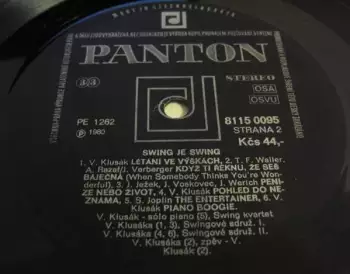 PANTON
33
STEREO
OSA
OSVU
PE 1262
℗ 1980
8115 0095
STRANA 2
Kčs 44,-
SWING JE SWING
1. V. Klusák LÉTÁNÍ VE VÝŠKÁCH, 2. T. F. Waller,
A. Razaf/J. Varberger KDYŽ TI ŘEKNU, ŽE SEŠ
BAJEČNÁ (When Somebody Thinks You're Won-
derful), 3. J. Ježek, J. Voskovec, J. Werich PENÍ-
ZE NEBO ŽIVOT, 4. V. Klusák POHLED DO NE-
ZNÁMA, 5. S. Joplin THE ENTERTAINER, 6. V.
Klusák PIANO BOOGIE.
V. Klusák - sólo piano (5), Swing kvartet
V. Klusáka (1, 3), Swingové sdruž. I.
V. Klusáka (4, 6), Swingové sdruž. II.
V. Klusáka (2), zpěv - V.
Klusák (2).